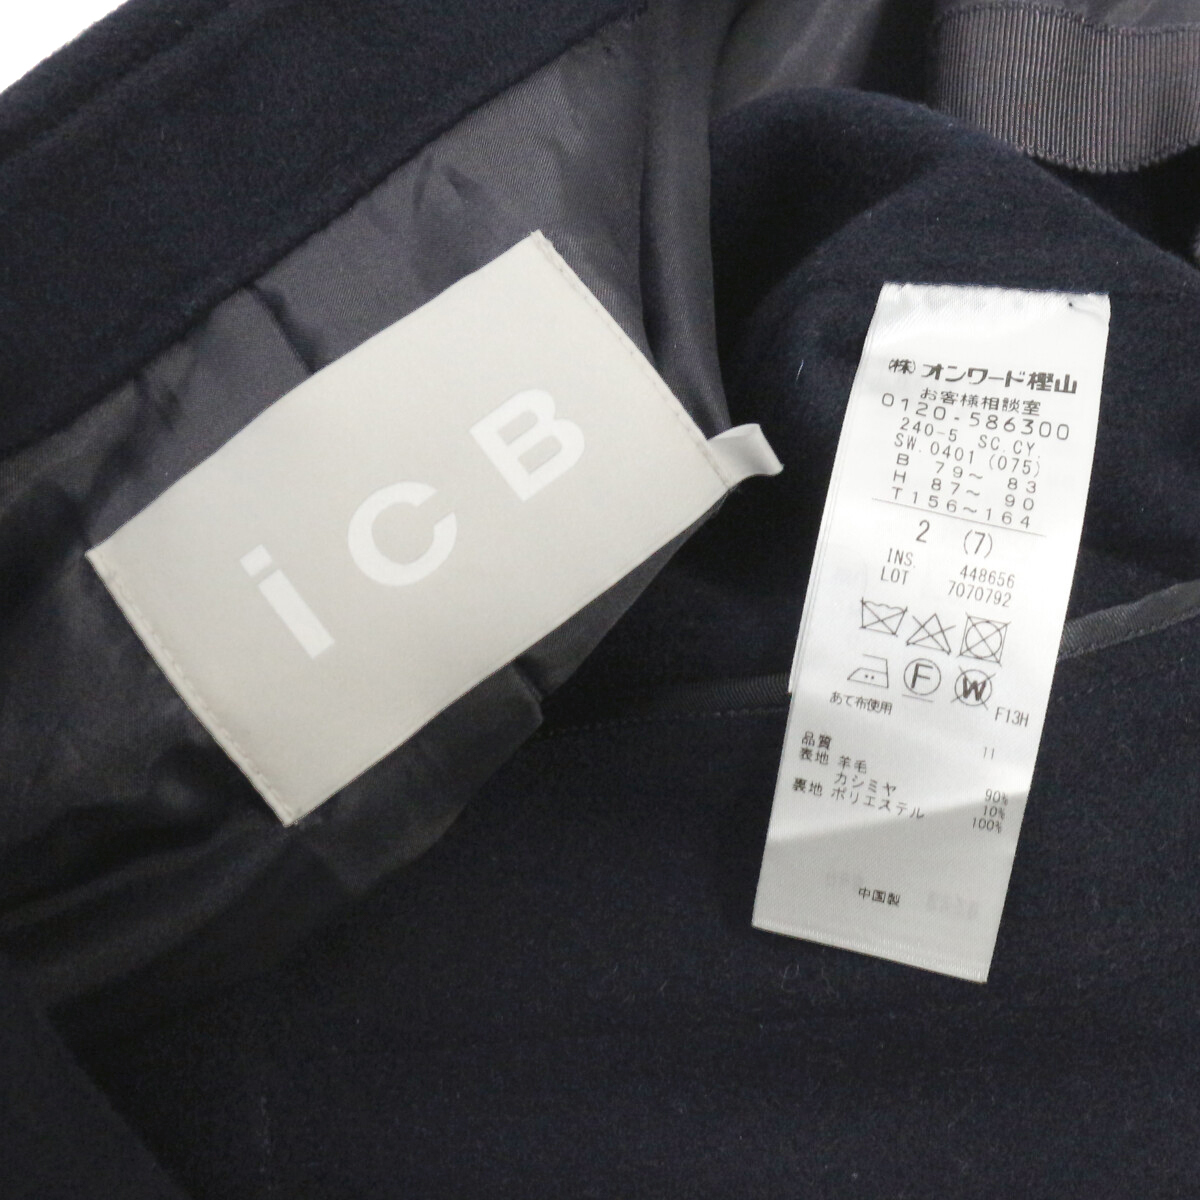 iCB
(株)オンワード樫山
お客様相談室
0120-586300
240-5 SC.CY.
SW.0401 (075)
B 79～ 83
H 87～ 90
T156～164
2 (7)
INS. 448656
LOT 7070792
F
W
あて布使用
F13H
品質 11
表地 羊毛 90%
カシミヤ 10%
裏地 ポリエステル 100%
中国製